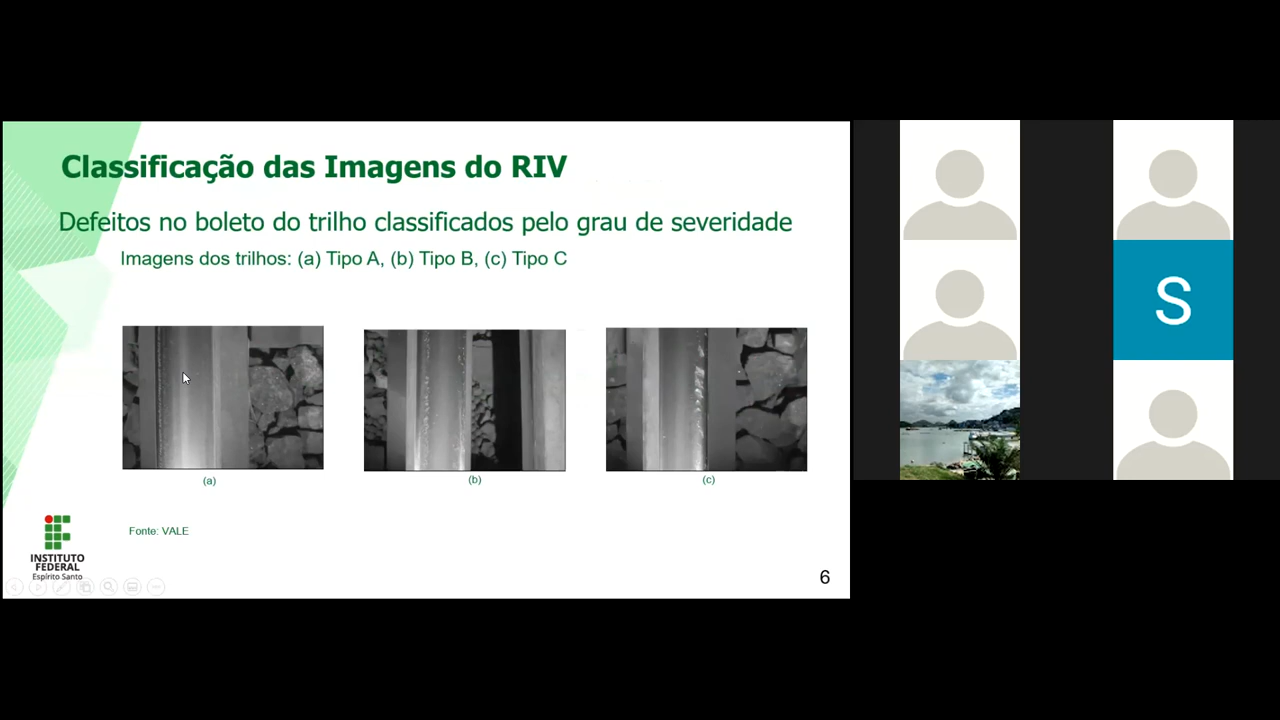 Classificação das Imagens do RIV
Defeitos no boleto do trilho classificados pelo grau de severidade
Imagens dos trilhos: (a) Tipo A, (b) Tipo B, (c) Tipo C
(a)
(b)
(c)
Fonte: VALE
INSTITUTO
FEDERAL
Espírito Santo
6
S